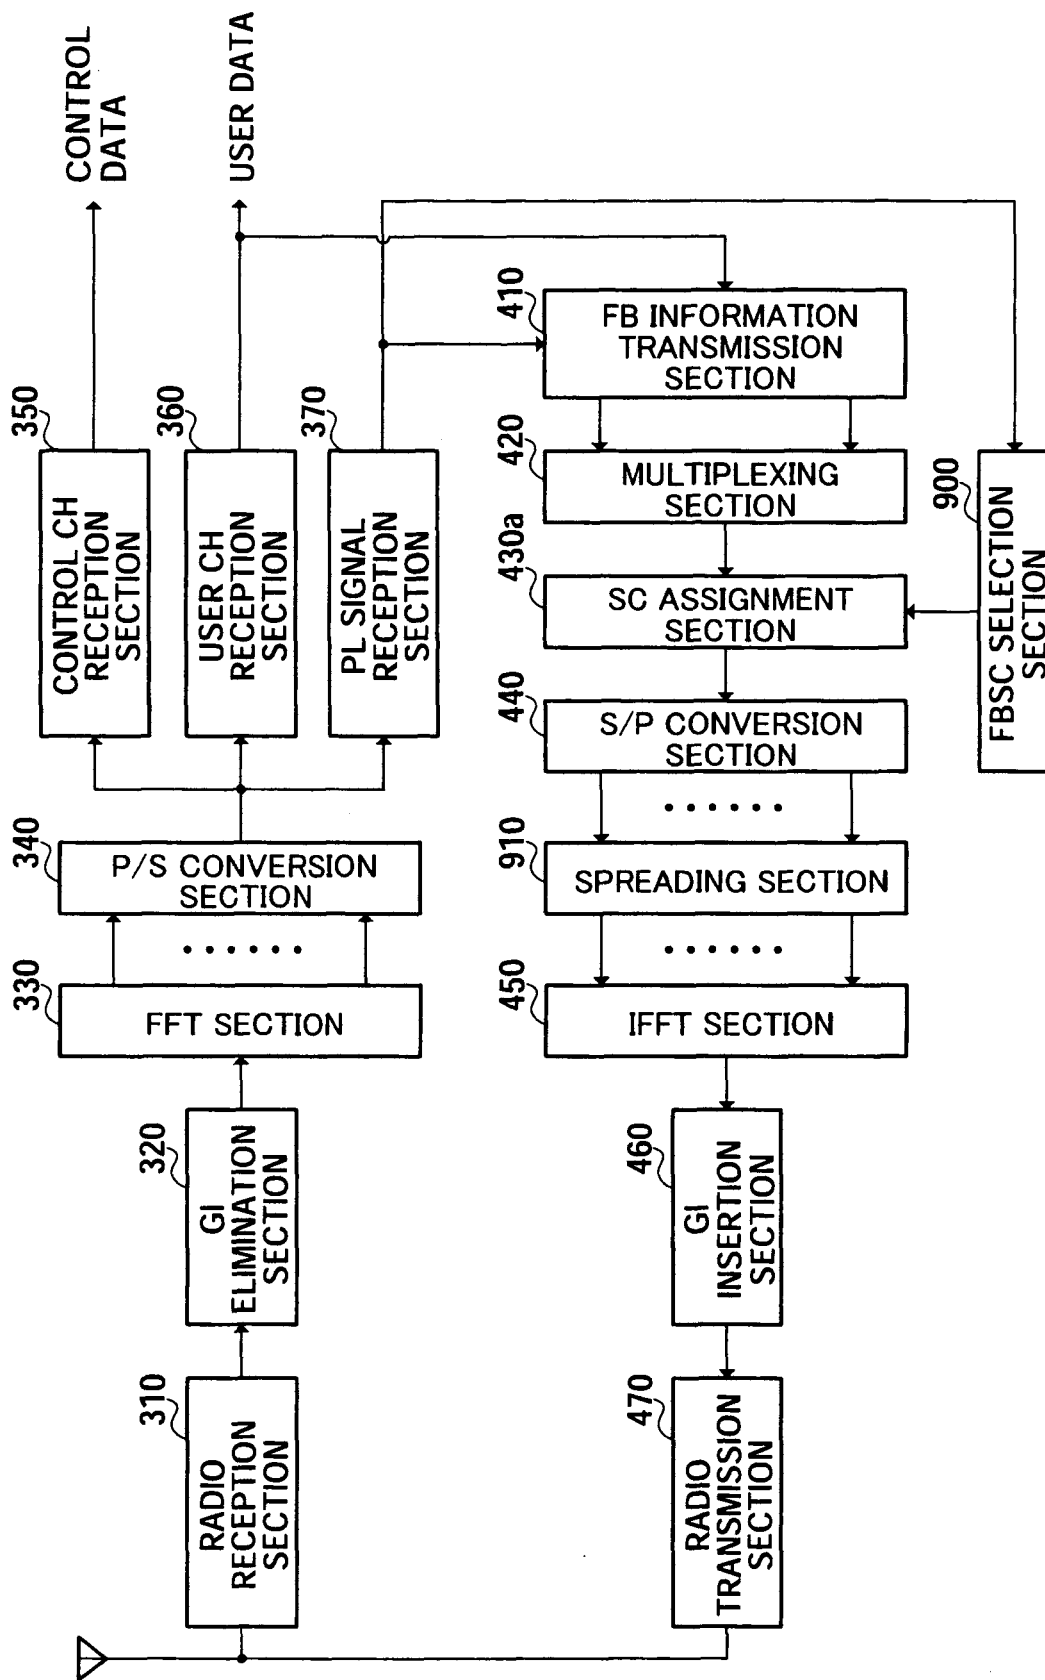 310
RADIO
RECEPTION
SECTION
320
GI
ELIMINATION
SECTION
330
FFT SECTION
340
P/S CONVERSION
SECTION
350
CONTROL CH
RECEPTION
SECTION
CONTROL
DATA
360
USER CH
RECEPTION
SECTION
USER DATA
370
PL SIGNAL
RECEPTION
SECTION
410
FB INFORMATION
TRANSMISSION
SECTION
420
MULTIPLEXING
SECTION
430a
SC ASSIGNMENT
SECTION
440
S/P CONVERSION
SECTION
910
SPREADING SECTION
450
IFFT SECTION
460
GI
INSERTION
SECTION
470
RADIO
TRANSMISSION
SECTION
900
FBSC SELECTION
SECTION